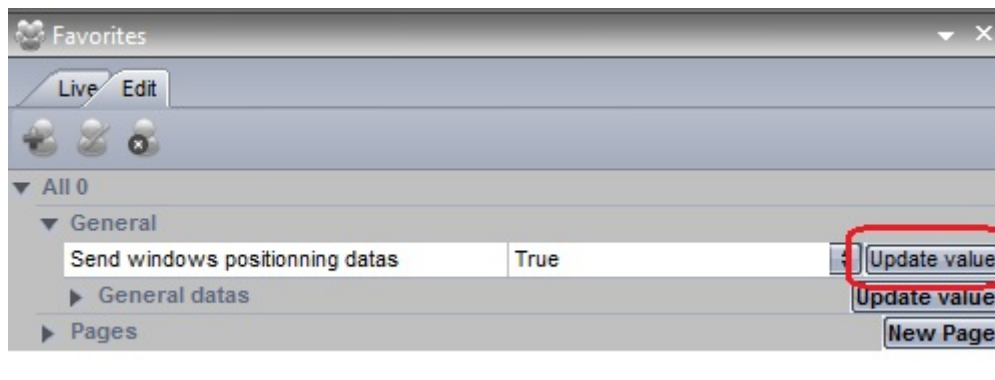 Favorites
Live Edit
All 0
General
Send windows positionning datas True Update value
General datas Update value
Pages New Page